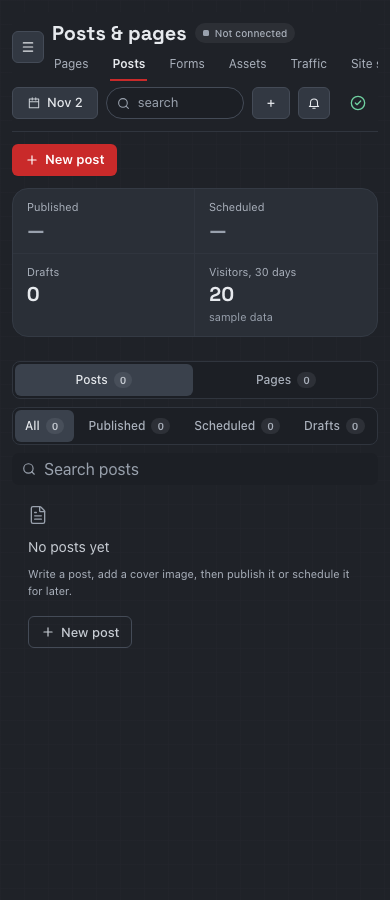 Posts & pages
Not connected
Pages Posts Forms Assets Traffic Site
Nov 2
search
New post
Published
—
Scheduled
—
Drafts
0
Visitors, 30 days
20
sample data
Posts 0
Pages 0
All 0
Published 0
Scheduled 0
Drafts 0
Search posts
No posts yet
Write a post, add a cover image, then publish it or schedule it
for later.
New post